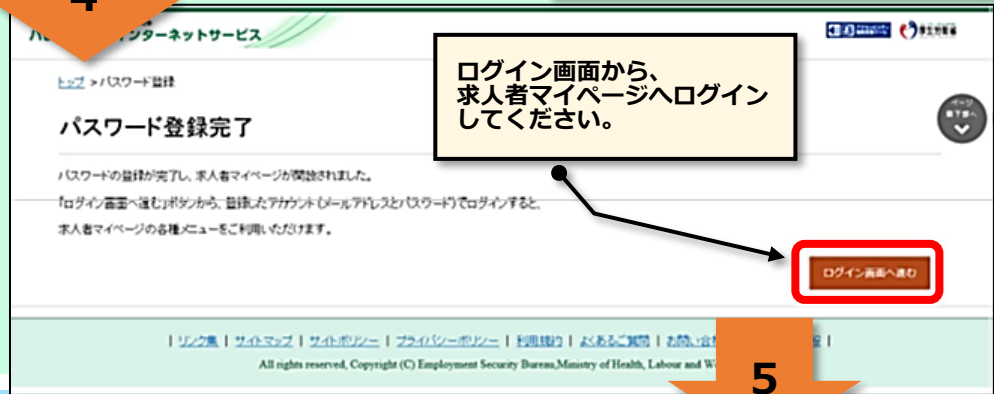 4
ターネットサービス
厚生労働省
トップ > パスワード登録
ログイン画面から、
求人者マイページへログイン
してください。
パスワード登録完了
パスワードの登録が完了し、求人者マイページが開設されました。
「ログイン画面へ進む」ボタンから、登録したアカウント（メールアドレスとパスワード）でログインすると、
求人者マイページの各種メニューをご利用いただけます。
ログイン画面へ進む
| リンク集 | サイトマップ | サイトポリシー | プライバシーポリシー | 利用規約 | よくあるご質問 | お問い合
All rights reserved, Copyright (C) Employment Security Bureau,Ministry of Health, Labour and W
5